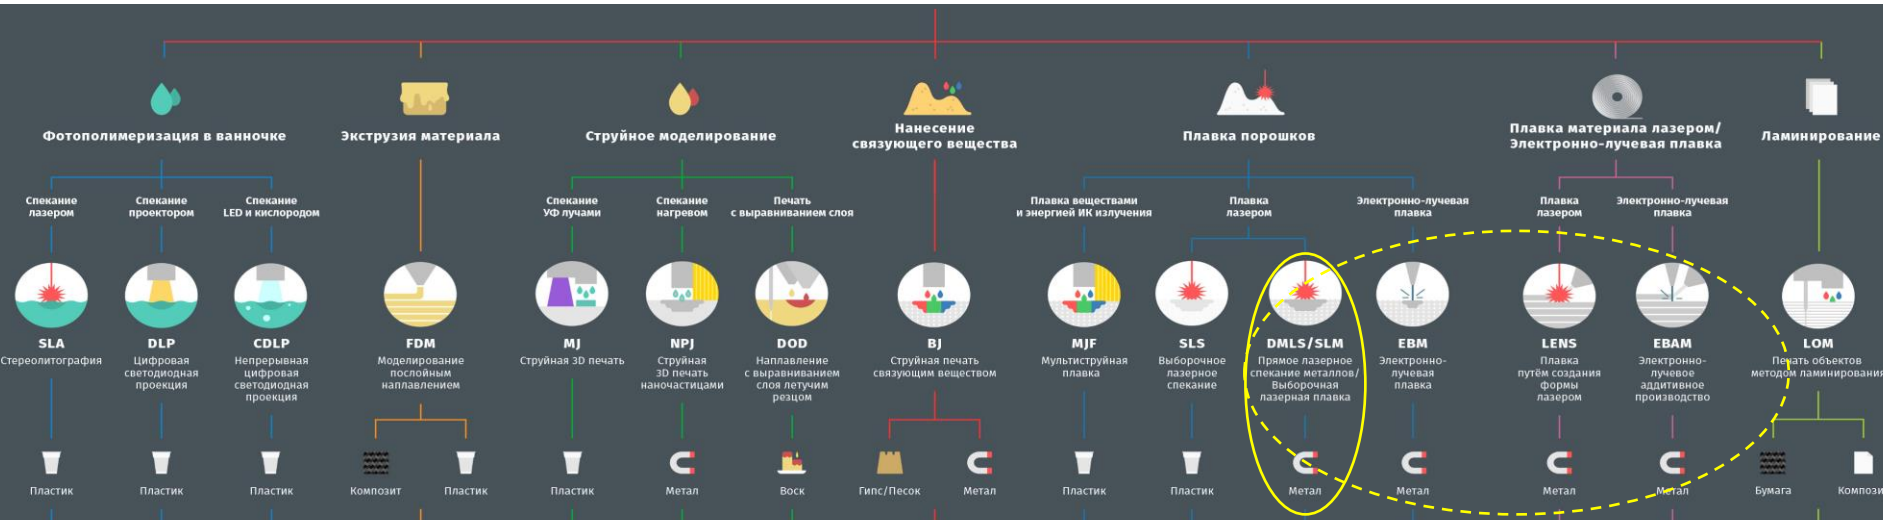 Фотополимеризация в ванночке
Экструзия материала
Струйное моделирование
Нанесение
связующего вещества
Плавка порошков
Плавка материала лазером/
Электронно-лучевая плавка
Ламинирование
Спекание
лазером
Спекание
проектором
Спекание
LED и кислородом
Спекание
УФ лучами
Спекание
нагревом
Печать
с выравниванием слоя
Плавка веществами
и энергией ИК излучения
Плавка
лазером
Электронно-лучевая
плавка
Плавка
лазером
Электронно-лучевая
плавка
SLA
Стереолитография
DLP
Цифровая
светодиодная
проекция
CDLP
Непрерывная
цифровая
светодиодная
проекция
FDM
Моделирование
послойным
наплавлением
MJ
Струйная 3D печать
NPJ
Струйная
3D печать
наночастицами
DOD
Наплавление
с выравниванием
слоя летучим
резцом
BJ
Струйная печать
связующим веществом
MJF
Мультиструйная
плавка
SLS
Выборочное
лазерное
спекание
DMLS/SLM
Прямое лазерное
спекание металлов/
Выборочная
лазерная плавка
EBM
Электронно-
лучевая
плавка
LENS
Плавка
путём создания
формы
лазером
EBAM
Электронно-
лучевое
аддитивное
производство
LOM
Печать объектов
методом ламинирования
Пластик
Пластик
Пластик
Композит
Пластик
Пластик
Метал
Воск
Гипс/Песок
Метал
Пластик
Пластик
Метал
Метал
Метал
Метал
Бумага
Компози